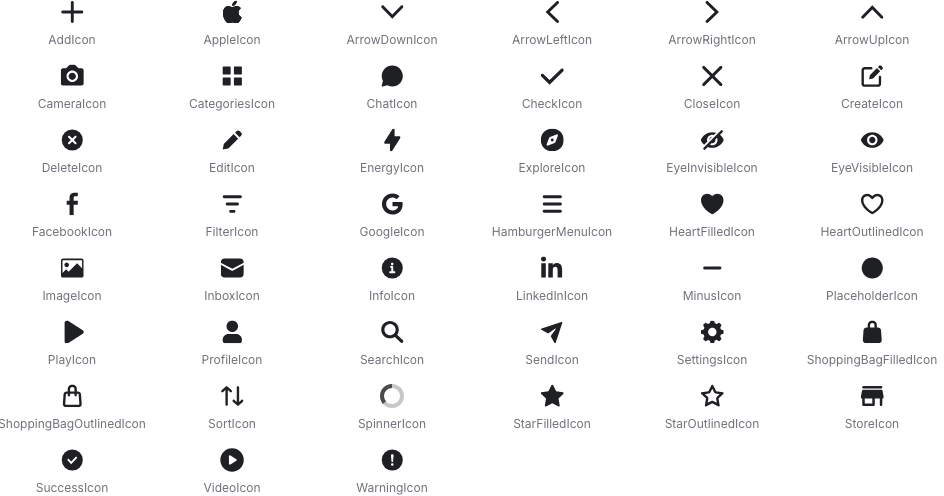 AddIcon AppleIcon ArrowDownIcon ArrowLeftIcon ArrowRightIcon ArrowUpIcon
CameraIcon CategoriesIcon ChatIcon CheckIcon CloseIcon CreateIcon
DeleteIcon EditIcon EnergyIcon ExploreIcon EyeInvisibleIcon EyeVisibleIcon
FacebookIcon FilterIcon GoogleIcon HamburgerMenuIcon HeartFilledIcon HeartOutlinedIcon
ImageIcon InboxIcon InfoIcon LinkedInIcon MinusIcon PlaceholderIcon
PlayIcon ProfileIcon SearchIcon SendIcon SettingsIcon ShoppingBagFilledIcon
ShoppingBagOutlinedIcon SortIcon SpinnerIcon StarFilledIcon StarOutlinedIcon StoreIcon
SuccessIcon VideoIcon WarningIcon